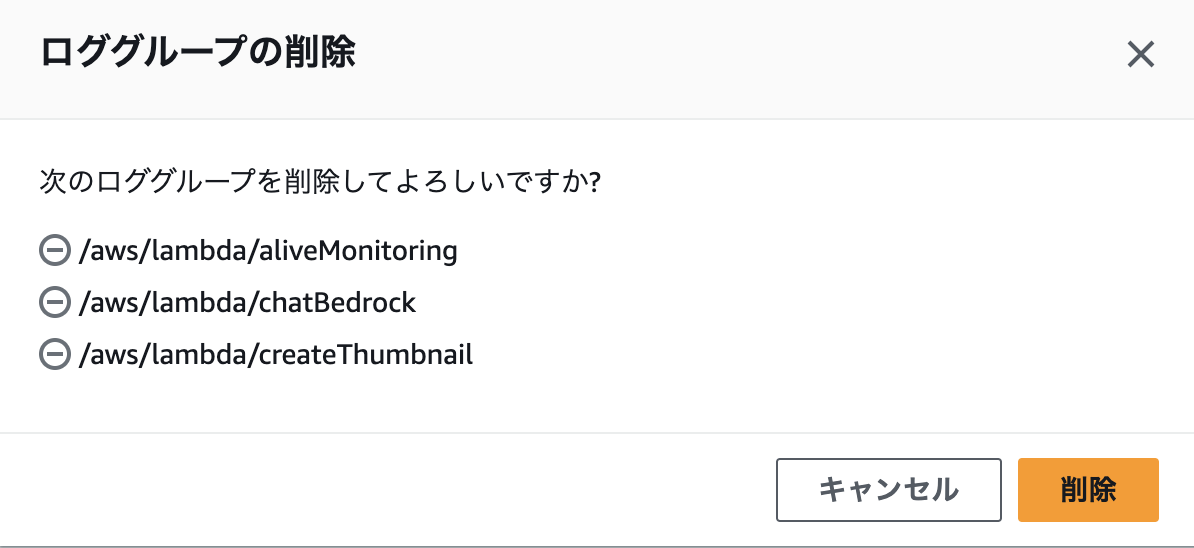 ロググループの削除
次のロググループを削除してよろしいですか?
/aws/lambda/aliveMonitoring
/aws/lambda/chatBedrock
/aws/lambda/createThumbnail
キャンセル 削除